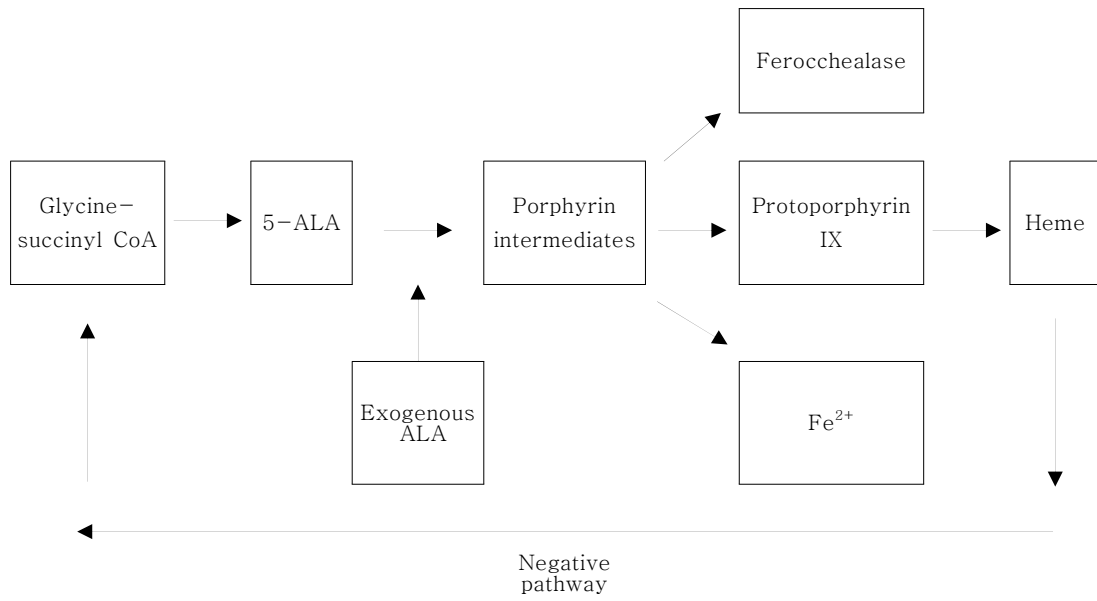 Ferocchealase
Glycine-
succinyl CoA
5-ALA
Porphyrin
intermediates
Protoporphyrin
IX
Heme
Exogenous
ALA
Fe²⁺
Negative
pathway